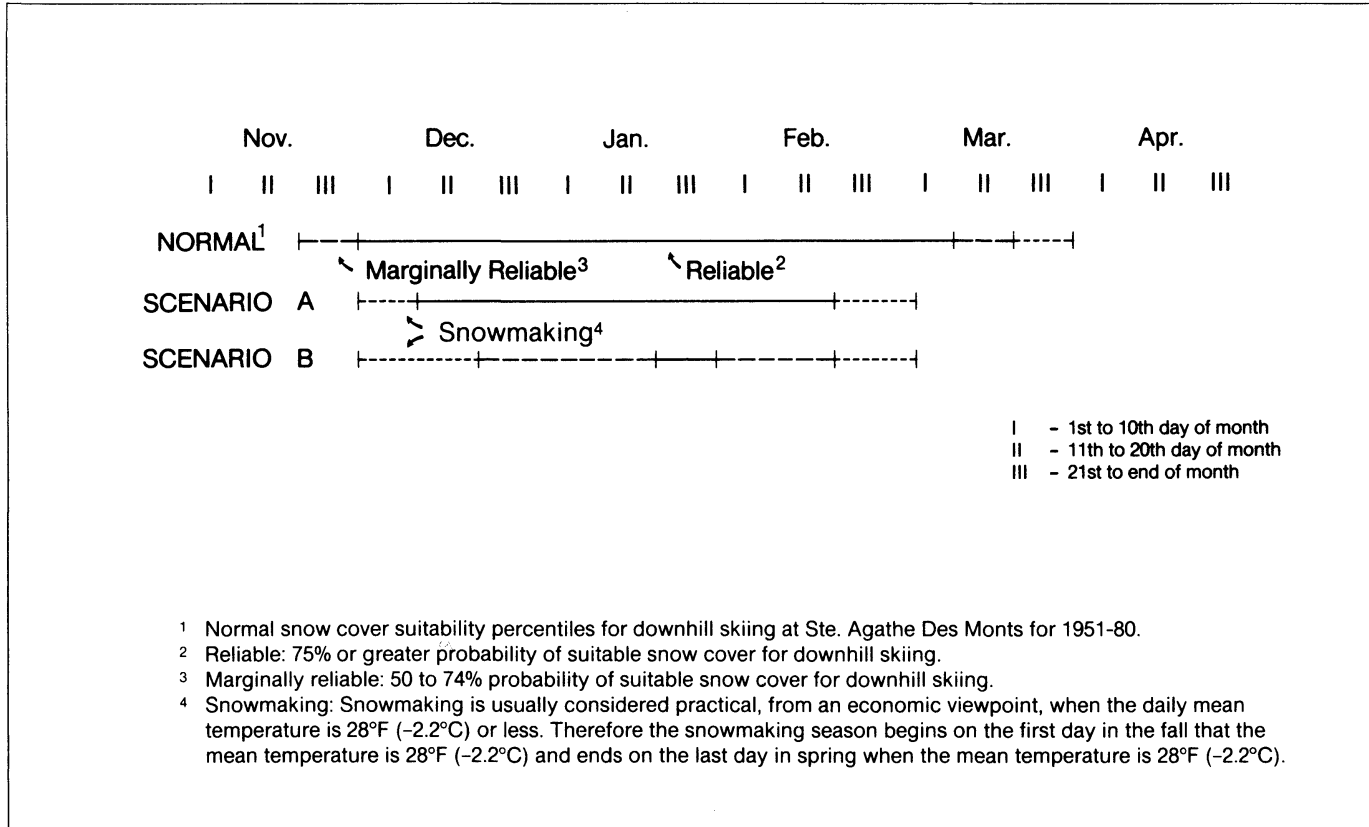 Nov. Dec. Jan. Feb. Mar. Apr.
I II III I II III I II III I II III I II III I II III
NORMAL¹
Marginally Reliable³ Reliable²
SCENARIO A
Snowmaking⁴
SCENARIO B
I – 1st to 10th day of month
II – 11th to 20th day of month
III – 21st to end of month
¹ Normal snow cover suitability percentiles for downhill skiing at Ste. Agathe Des Monts for 1951-80.
² Reliable: 75% or greater probability of suitable snow cover for downhill skiing.
³ Marginally reliable: 50 to 74% probability of suitable snow cover for downhill skiing.
⁴ Snowmaking: Snowmaking is usually considered practical, from an economic viewpoint, when the daily mean
temperature is 28°F (–2.2°C) or less. Therefore the snowmaking season begins on the first day in the fall that the
mean temperature is 28°F (–2.2°C) and ends on the last day in spring when the mean temperature is 28°F (–2.2°C).